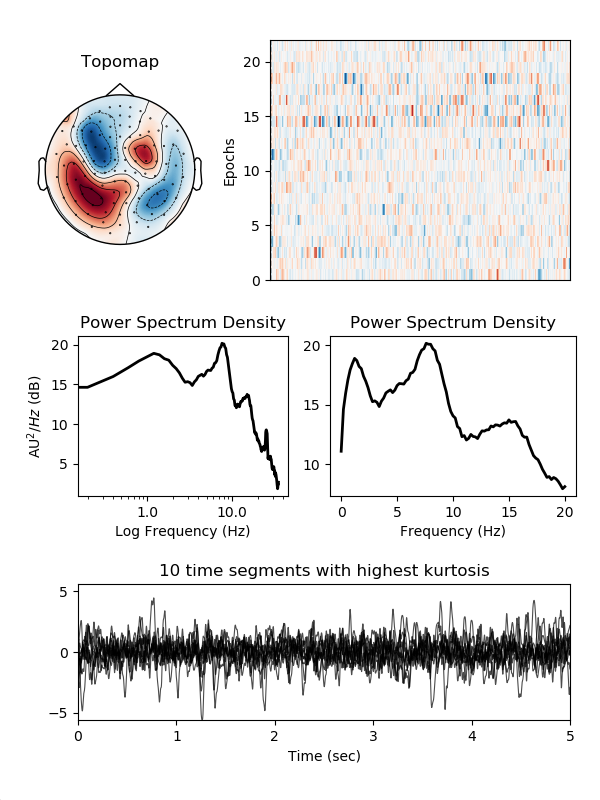 Topomap
Epochs
20
15
10
5
0
Power Spectrum Density
AU²/Hz (dB)
20
15
10
5
1.0 10.0
Log Frequency (Hz)
Power Spectrum Density
20
15
10
0 5 10 15 20
Frequency (Hz)
10 time segments with highest kurtosis
5
0
−5
0 1 2 3 4 5
Time (sec)